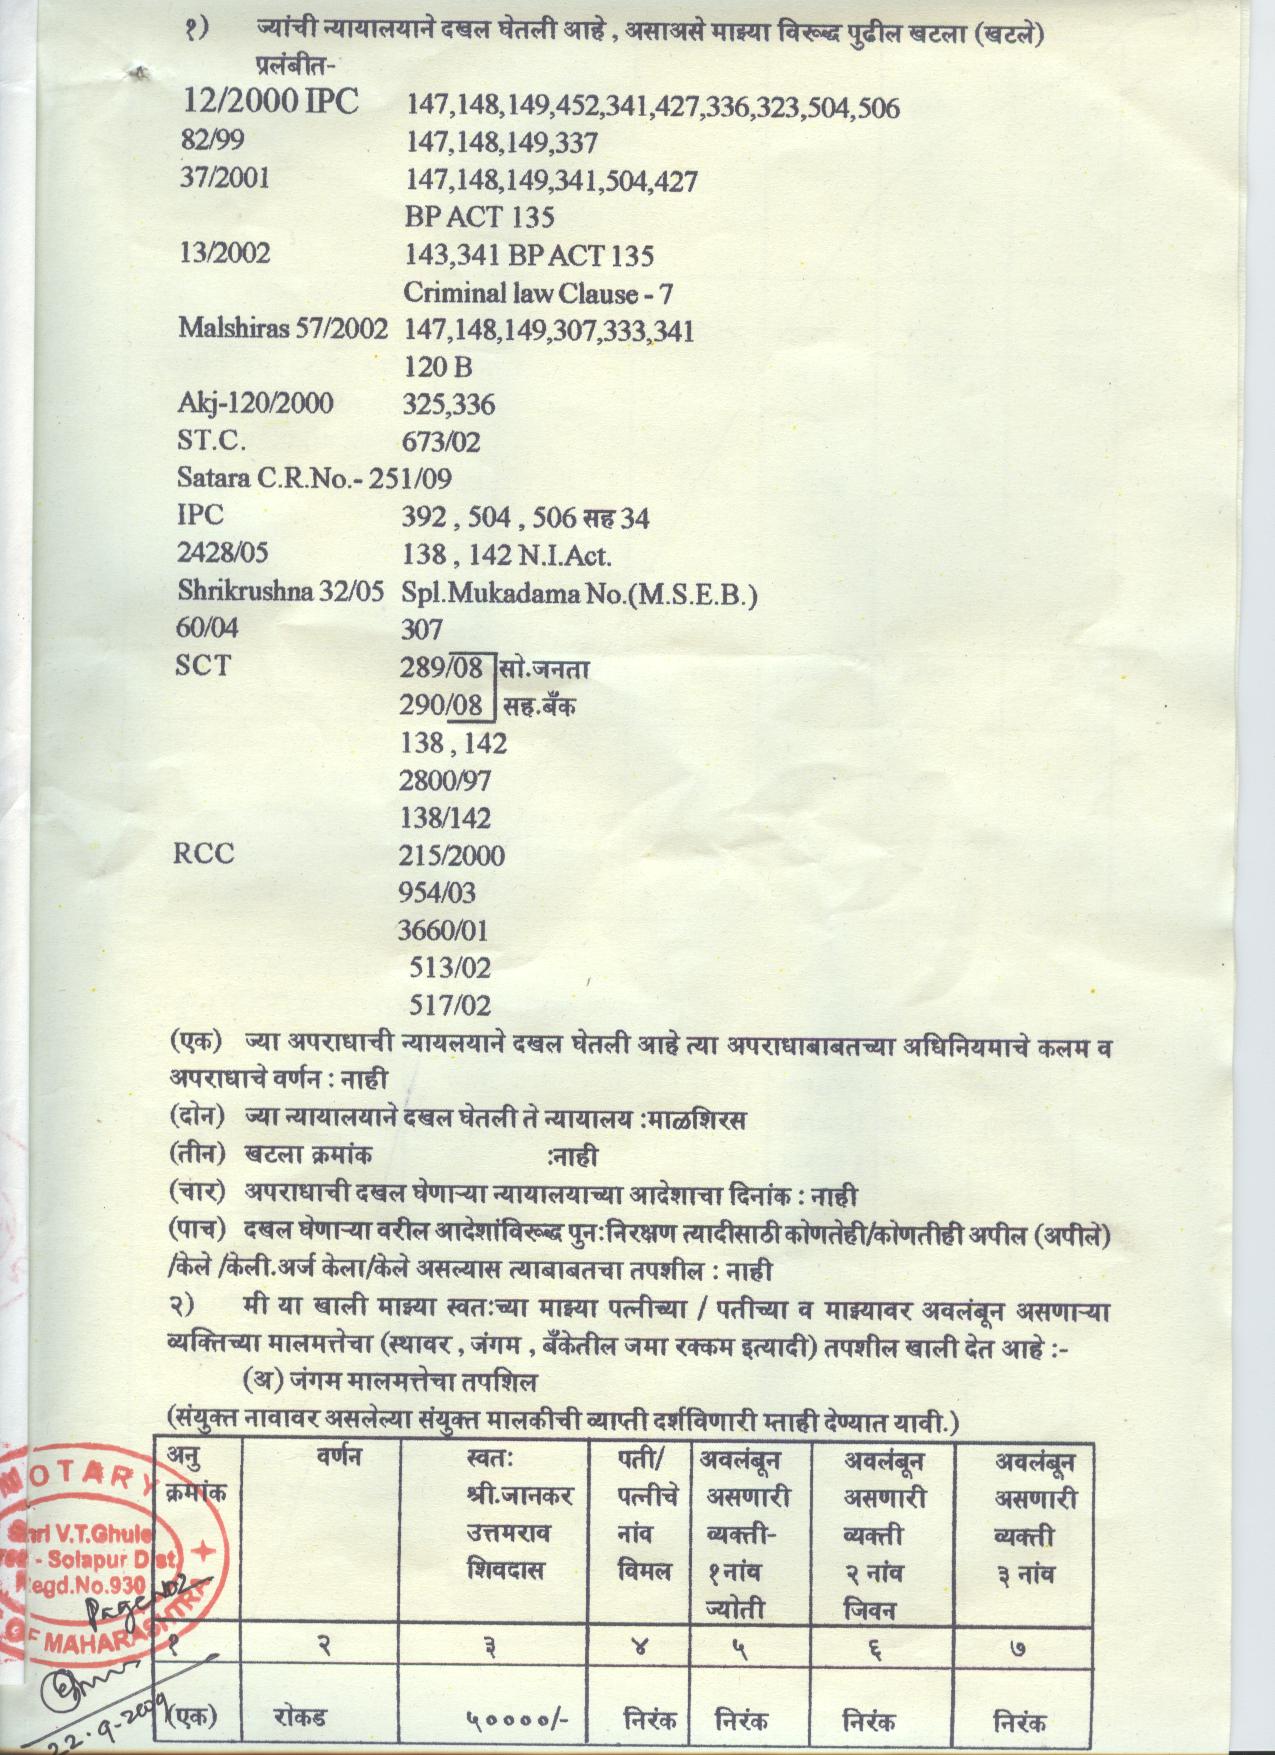 १) ज्यांची न्यायालयाने दखल घेतली आहे , असाअसे माझ्या विरूद्ध पुढील खटला (खटले)
प्रलंबीत-
12/2000 IPC 147,148,149,452,341,427,336,323,504,506
82/99 147,148,149,337
37/2001 147,148,149,341,504,427
BP ACT 135
13/2002 143,341 BP ACT 135
Criminal law Clause - 7
Malshiras 57/2002 147,148,149,307,333,341
120 B
Akj-120/2000 325,336
ST.C. 673/02
Satara C.R.No.- 251/09
IPC 392 , 504 , 506 सह 34
2428/05 138 , 142 N.I.Act.
Shrikrushna 32/05 Spl.Mukadama No.(M.S.E.B.)
60/04 307
SCT 289/08 सो.जनता
290/08 सह.बँक
138 , 142
2800/97
138/142
RCC 215/2000
954/03
3660/01
513/02
517/02
(एक) ज्या अपराधाची न्यायलयाने दखल घेतली आहे त्या अपराधाबाबतच्या अधिनियमाचे कलम व
अपराधाचे वर्णन : नाही
(दोन) ज्या न्यायालयाने दखल घेतली ते न्यायालय :माळशिरस
(तीन) खटला क्रमांक :नाही
(चार) अपराधाची दखल घेणाऱ्या न्यायालयाच्या आदेशाचा दिनांक : नाही
(पाच) दखल घेणाऱ्या वरील आदेशांविरूद्ध पुन:निरक्षण त्यादीसाठी कोणतेही/कोणतीही अपील (अपीले)
/केले /केली.अर्ज केला/केले असल्यास त्याबाबतचा तपशील : नाही
२) मी या खाली माझ्या स्वत:च्या माझ्या पत्नीच्या / पतीच्या व माझ्यावर अवलंबून असणाऱ्या
व्यक्तिच्या मालमत्तेचा (स्थावर , जंगम , बँकेतील जमा रक्कम इत्यादी) तपशील खाली देत आहे :-
(अ) जंगम मालमत्तेचा तपशिल
(संयुक्त नावावर असलेल्या संयुक्त मालकीची व्याप्ती दर्शविणारी म्ताही देण्यात यावी.)
अनु क्रमांक वर्णन स्वत: श्री.जानकर उत्तमराव शिवदास पती/ पत्नीचे नांव विमल अवलंबून असणारी व्यक्ती- १नांव ज्योती अवलंबून असणारी व्यक्ती २ नांव जिवन अवलंबून असणारी व्यक्ती ३ नांव
१ २ ३ ४ ५ ६ ७
(एक) रोकड ५००००/- निरंक निरंक निरंक निरंक
NOTARY
Shri V.T.Ghule
- Solapur Dist.
Regd.No.930
OF MAHARASHTRA
Page no 2
22-9-2009